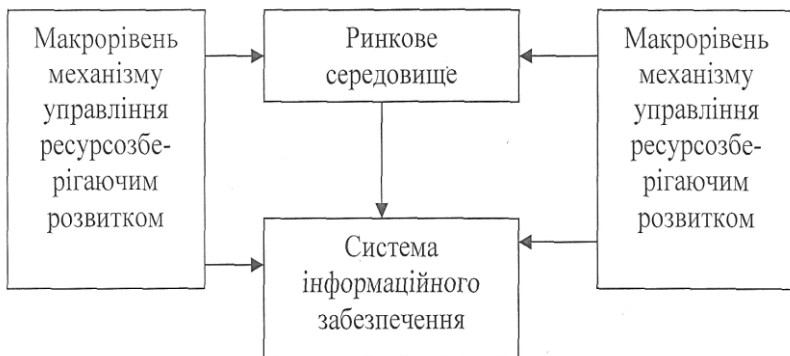 Макрорівень
механізму
управління
ресурсозбе-
рігаючим
розвитком
Ринкове
середовище
Система
інформаційного
забезпечення
Макрорівень
механізму
управління
ресурсозбе-
рігаючим
розвитком